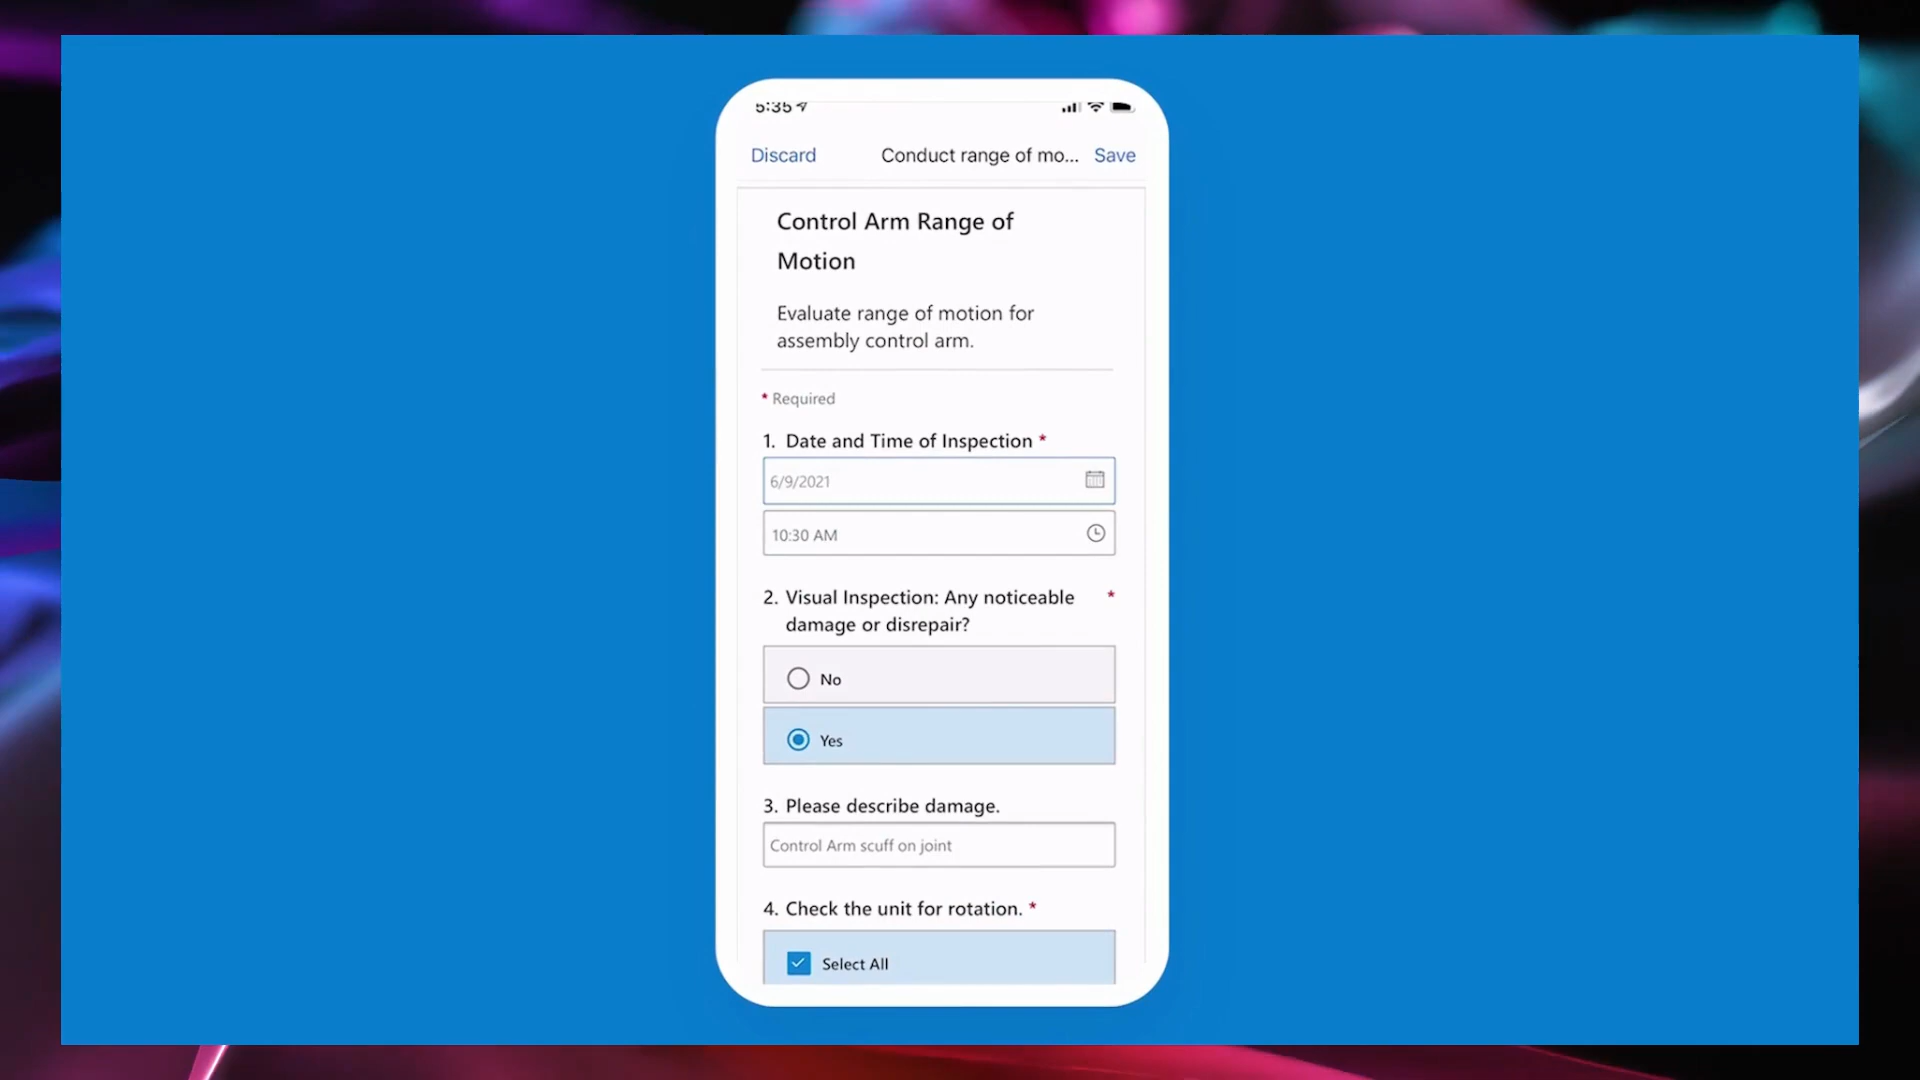 5:35
Discard
Conduct range of mo...
Save
Control Arm Range of
Motion
Evaluate range of motion for
assembly control arm.
* Required
1. Date and Time of Inspection *
6/9/2021
10:30 AM
2. Visual Inspection: Any noticeable *
damage or disrepair?
No
Yes
3. Please describe damage.
Control Arm scuff on joint
4. Check the unit for rotation. *
Select All